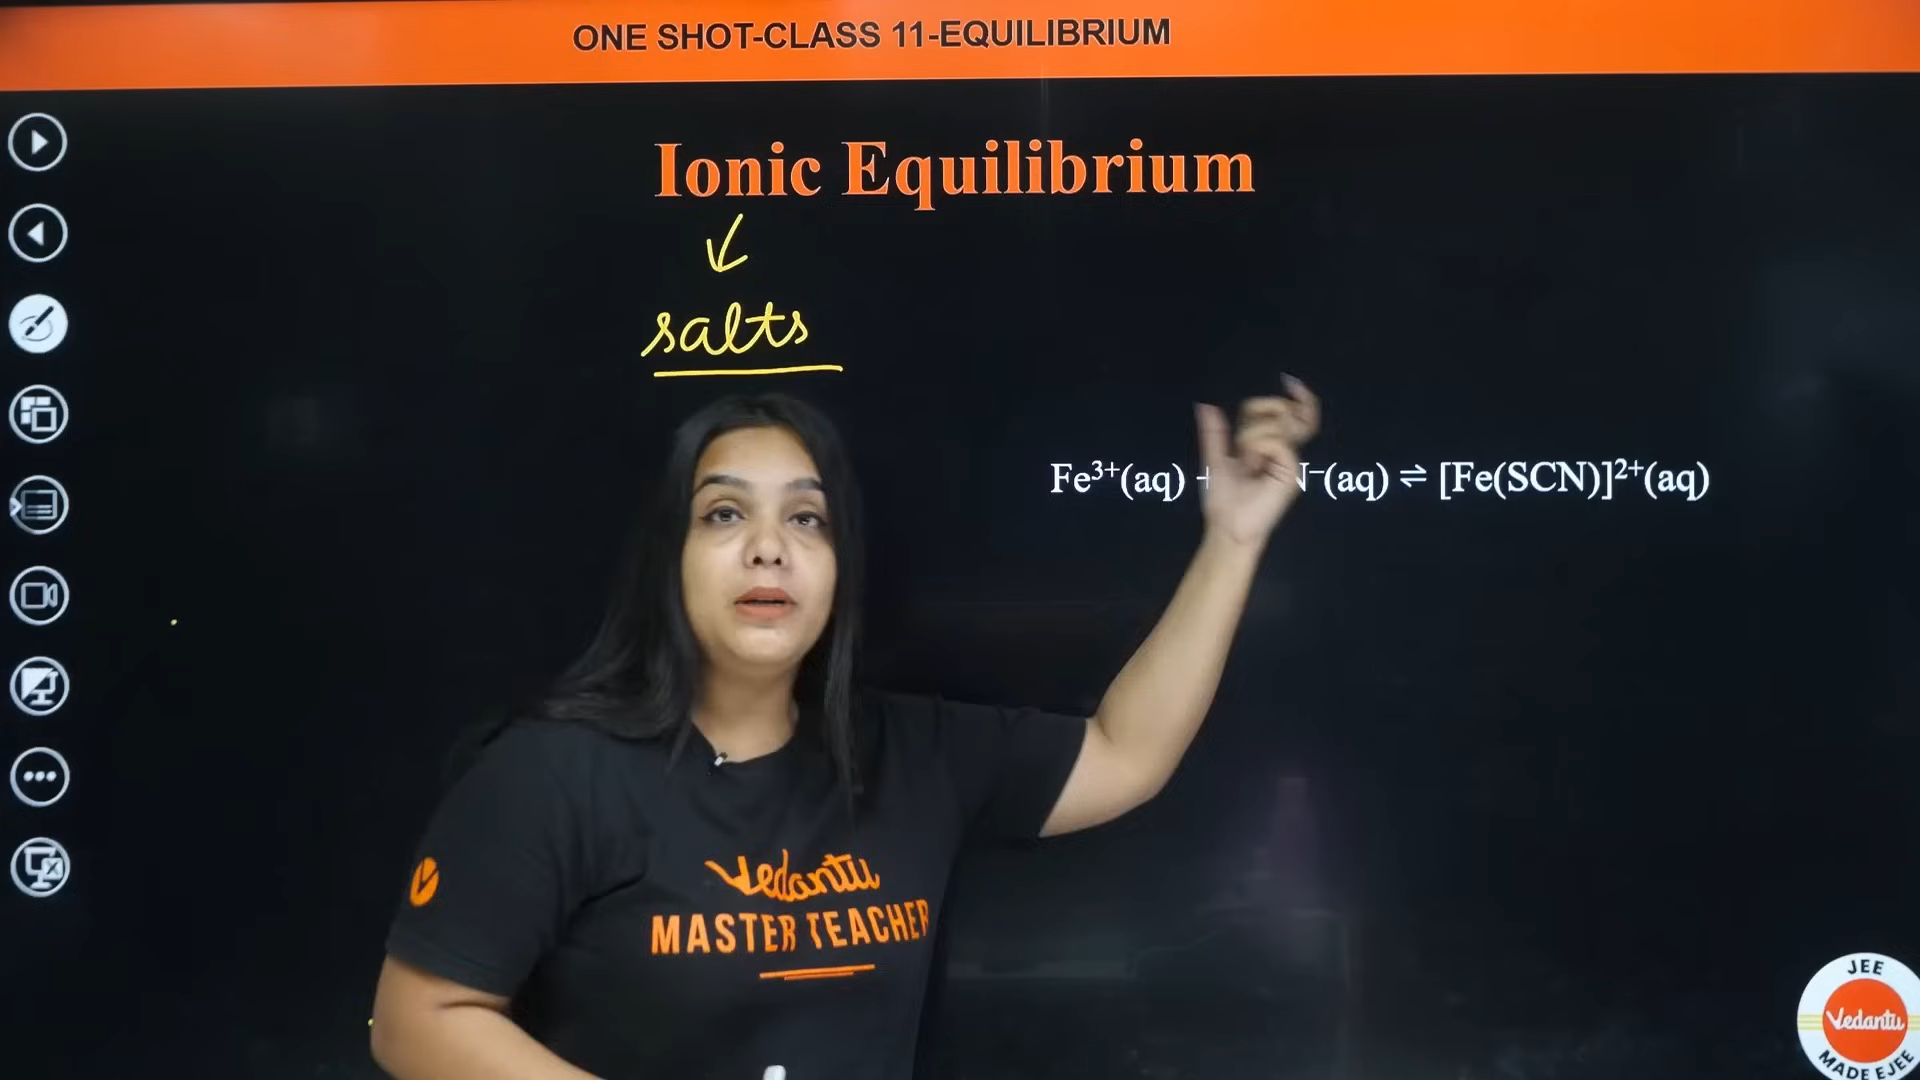 ONE SHOT-CLASS 11-EQUILIBRIUM
Ionic Equilibrium
salts
Fe³⁺(aq) + N⁻(aq) ⇌ [Fe(SCN)]²⁺(aq)
Vedantu
MASTER TEACHER
JEE
Vedantu
MADE EJEE